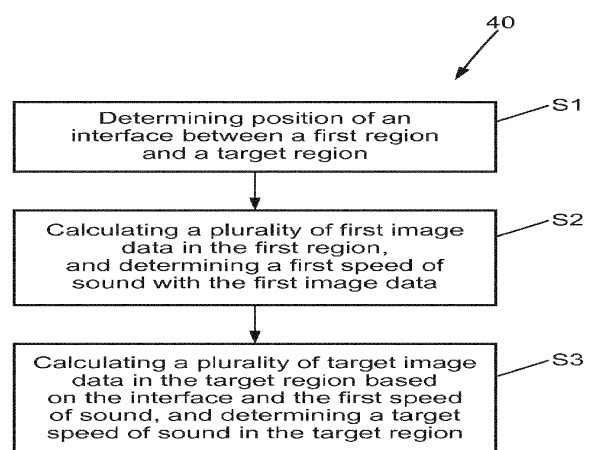 40
Determining position of an
interface between a first region
and a target region
S1
Calculating a plurality of first image
data in the first region,
and determining a first speed of
sound with the first image data
S2
Calculating a plurality of target image
data in the target region based
on the interface and the first speed
of sound, and determining a target
speed of sound in the target region
S3